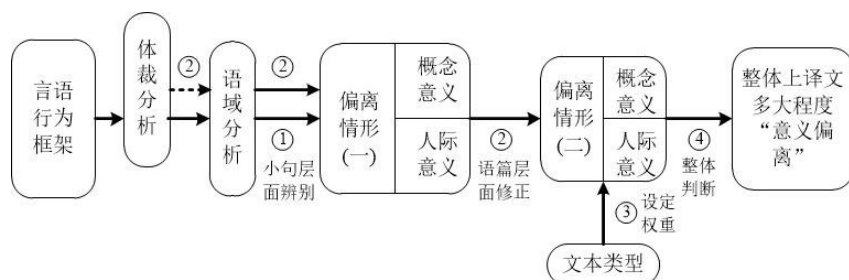 言语
行为
框架
体裁分析
②
语域分析
②
①
小句层
面辨别
偏离
情形
(一)
概念
意义
人际
意义
②
语篇层
面修正
偏离
情形
(二)
概念
意义
人际
意义
③
设定
权重
文本类型
④
整体
判断
整体上译文
多大程度
“意义偏
离”